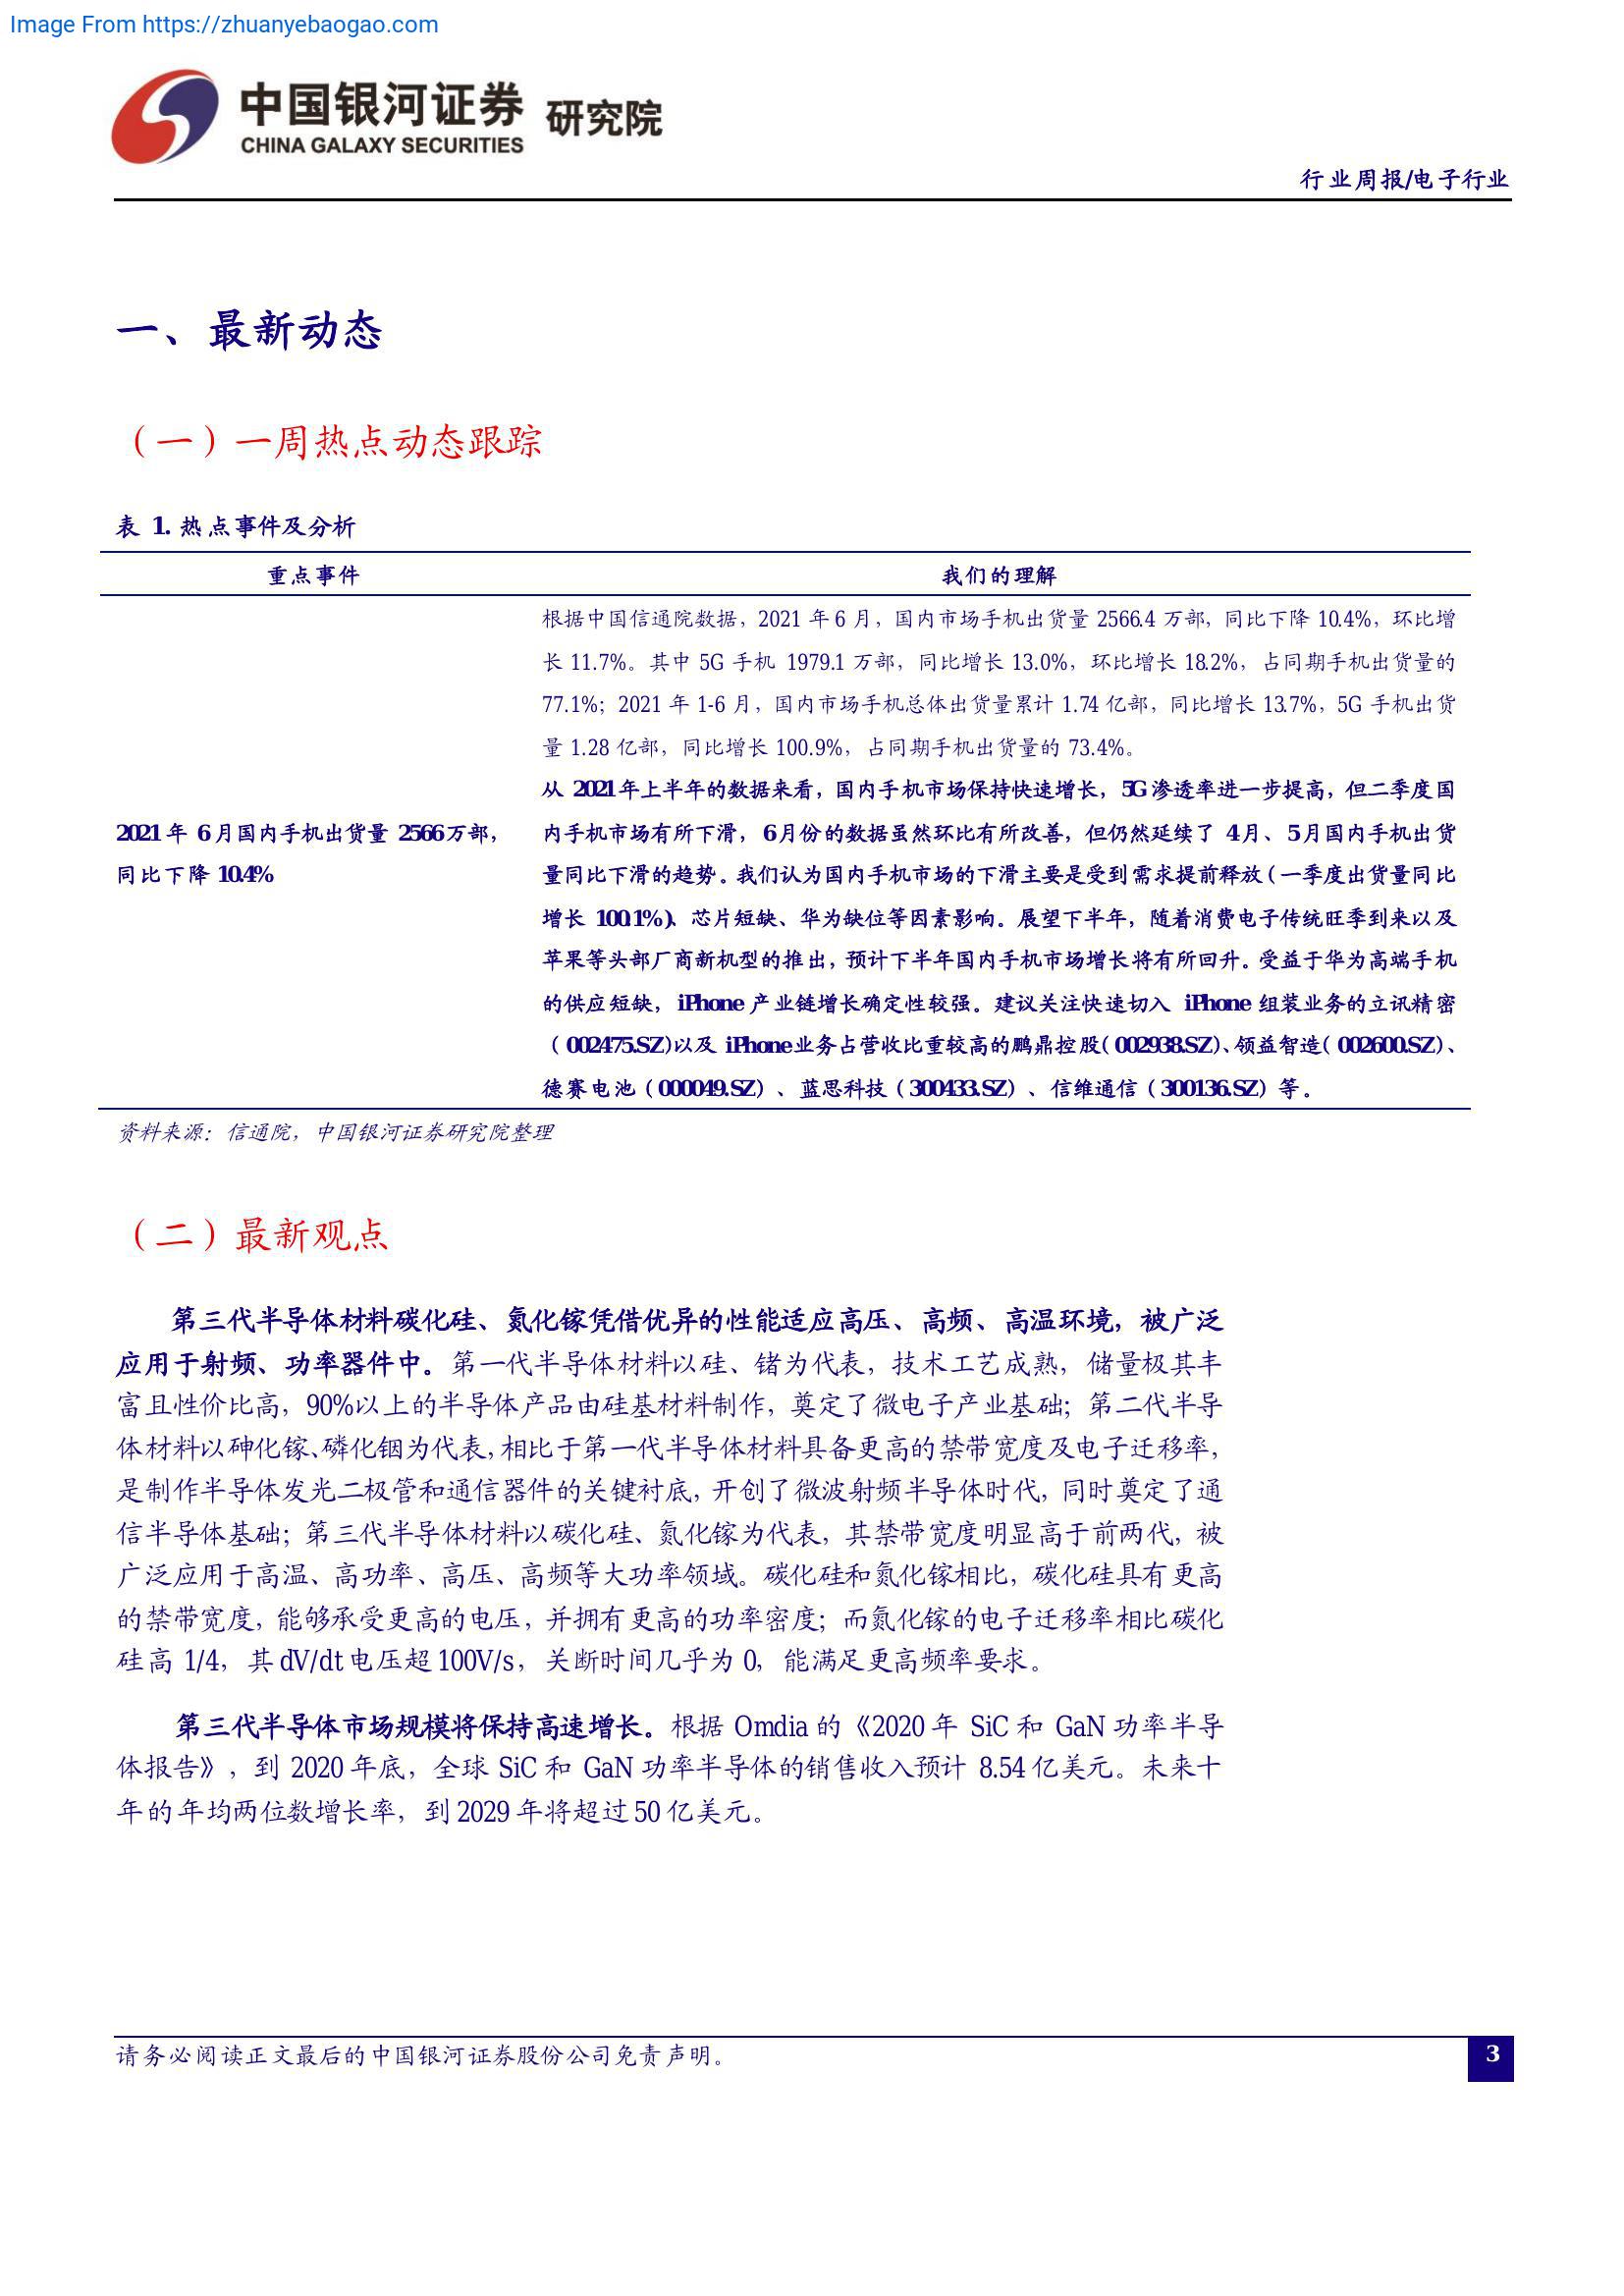 Image From https://zhuanyebaogao.com
中国银河证券 研究院
CHINA GALAXY SECURITIES
行业周报/电子行业
一、最新动态
（一）一周热点动态跟踪
表 1. 热点事件及分析
重点事件 我们的理解
2021 年 6 月国内手机出货量 2566 万部，
同比下降 10.4%
根据中国信通院数据，2021 年 6 月，国内市场手机出货量 2566.4 万部，同比下降 10.4%，环比增
长 11.7%。其中 5G 手机 1979.1 万部，同比增长 13.0%，环比增长 18.2%，占同期手机出货量的
77.1%；2021 年 1-6 月，国内市场手机总体出货量累计 1.74 亿部，同比增长 13.7%，5G 手机出货
量 1.28 亿部，同比增长 100.9%，占同期手机出货量的 73.4%。
从 2021 年上半年的数据来看，国内手机市场保持快速增长，5G 渗透率进一步提高，但二季度国
内手机市场有所下滑，6 月份的数据虽然环比有所改善，但仍然延续了 4 月、5 月国内手机出货
量同比下滑的趋势。我们认为国内手机市场的下滑主要是受到需求提前释放（一季度出货量同比
增长 100.1%）、芯片短缺、华为缺位等因素影响。展望下半年，随着消费电子传统旺季到来以及
苹果等头部厂商新机型的推出，预计下半年国内手机市场增长将有所回升。受益于华为高端手机
的供应短缺，iPhone 产业链增长确定性较强。建议关注快速切入 iPhone 组装业务的立讯精密
（002475.SZ）以及 iPhone 业务占营收比重较高的鹏鼎控股（002938.SZ）、领益智造（002600.SZ）、
德赛电池（000049.SZ）、蓝思科技（300433.SZ）、信维通信（300136.SZ）等。
资料来源：信通院，中国银河证券研究院整理
（二）最新观点
第三代半导体材料碳化硅、氮化镓凭借优异的性能适应高压、高频、高温环境，被广泛
应用于射频、功率器件中。第一代半导体材料以硅、锗为代表，技术工艺成熟，储量极其丰
富且性价比高，90%以上的半导体产品由硅基材料制作，奠定了微电子产业基础；第二代半导
体材料以砷化镓、磷化铟为代表，相比于第一代半导体材料具备更高的禁带宽度及电子迁移率，
是制作半导体发光二极管和通信器件的关键衬底，开创了微波射频半导体时代，同时奠定了通
信半导体基础；第三代半导体材料以碳化硅、氮化镓为代表，其禁带宽度明显高于前两代，被
广泛应用于高温、高功率、高压、高频等大功率领域。碳化硅和氮化镓相比，碳化硅具有更高
的禁带宽度，能够承受更高的电压，并拥有更高的功率密度；而氮化镓的电子迁移率相比碳化
硅高 1/4，其 dV/dt 电压超 100V/s，关断时间几乎为 0，能满足更高频率要求。
第三代半导体市场规模将保持高速增长。根据 Omdia 的《2020 年 SiC 和 GaN 功率半导
体报告》，到 2020 年底，全球 SiC 和 GaN 功率半导体的销售收入预计 8.54 亿美元。未来十
年的年均两位数增长率，到 2029 年将超过 50 亿美元。
请务必阅读正文最后的中国银河证券股份公司免责声明。
3